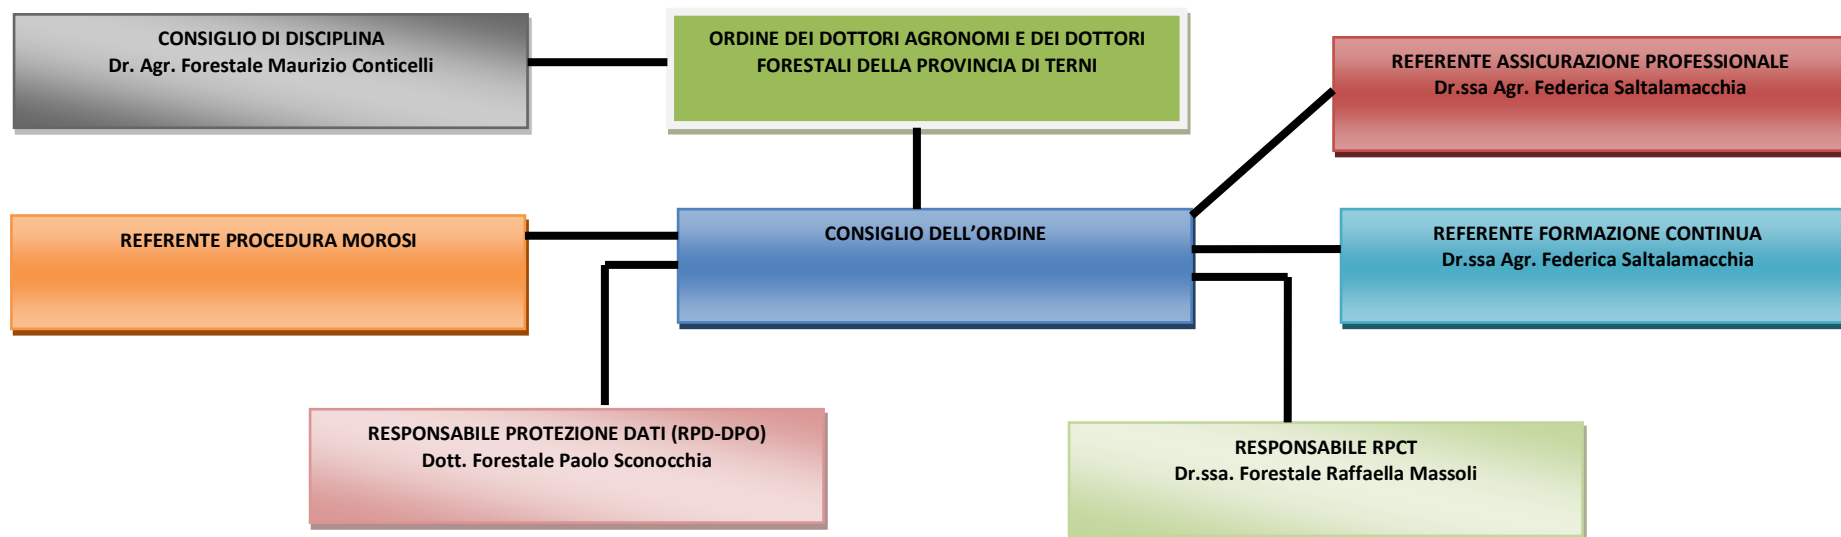 CONSIGLIO DI DISCIPLINA
Dr. Agr. Forestale Maurizio Conticelli
ORDINE DEI DOTTORI AGRONOMI E DEI DOTTORI
FORESTALI DELLA PROVINCIA DI TERNI
REFERENTE ASSICURAZIONE PROFESSIONALE
Dr.ssa Agr. Federica Saltalamacchia
REFERENTE PROCEDURA MOROSI
CONSIGLIO DELL’ORDINE
REFERENTE FORMAZIONE CONTINUA
Dr.ssa Agr. Federica Saltalamacchia
RESPONSABILE PROTEZIONE DATI (RPD-DPO)
Dott. Forestale Paolo Sconocchia
RESPONSABILE RPCT
Dr.ssa. Forestale Raffaella Massoli